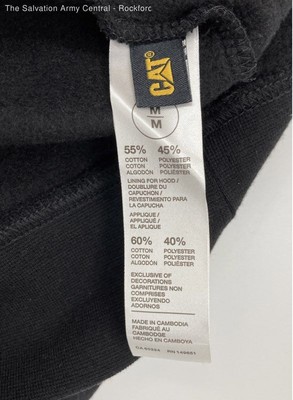 The Salvation Army Central - Rockforc
CAT
M
M
55% 45%
COTTON POLYESTER
COTON POLYESTER
ALGODÓN POLIÉSTER
LINING FOR HOOD /
DOUBLURE DU
CAPUCHON /
REVESTIMIENTO PARA
LA CAPUCHA
APPLIQUE /
APPLIQUÉ /
EL APLIQUE
60% 40%
COTTON POLYESTER
COTON POLYESTER
ALGODÓN POLIÉSTER
EXCLUSIVE OF
DECORATIONS
GARNITURES NON
COMPRISES
EXCLUYENDO
ADORNOS
MADE IN CAMBODIA
FABRIQUÉ AU
CAMBODGE
HECHO EN CAMBOYA